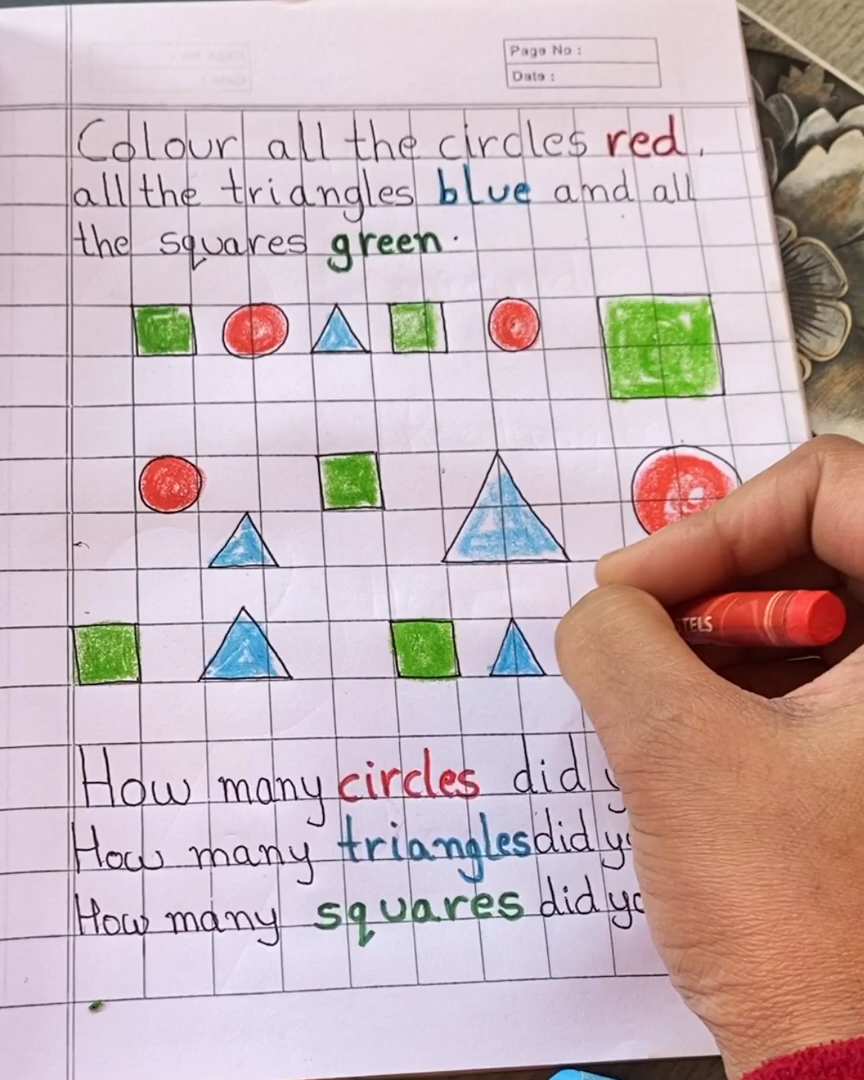 Page No :
Date :
Colour all the circles red,
all the triangles blue and all
the squares green.
TELS
How many circles did
How many triangles did
How many squares did